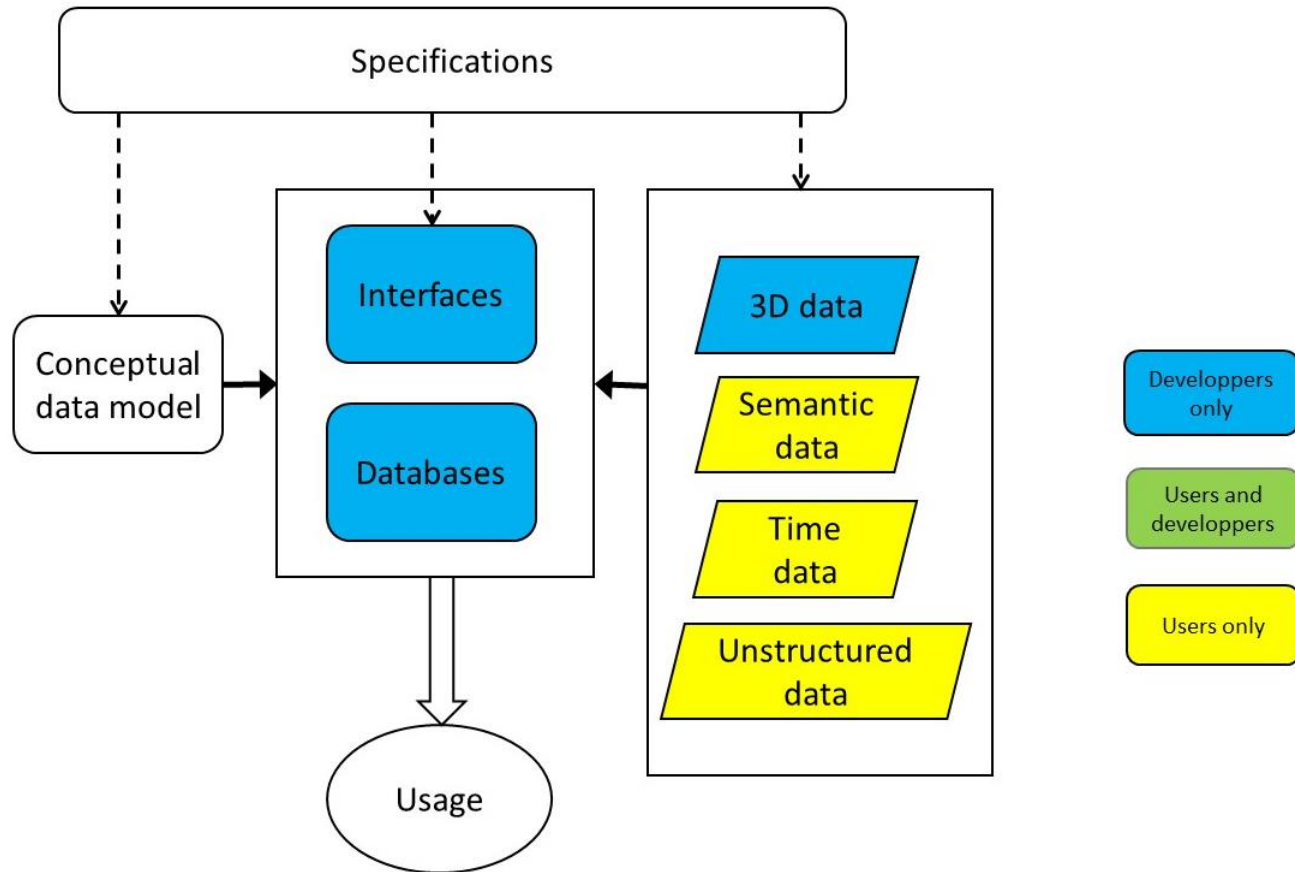 Specifications
Interfaces
Conceptual
data model
Databases
3D data
Semantic
data
Time
data
Unstructured
data
Usage
Developpers
only
Users and
developpers
Users only